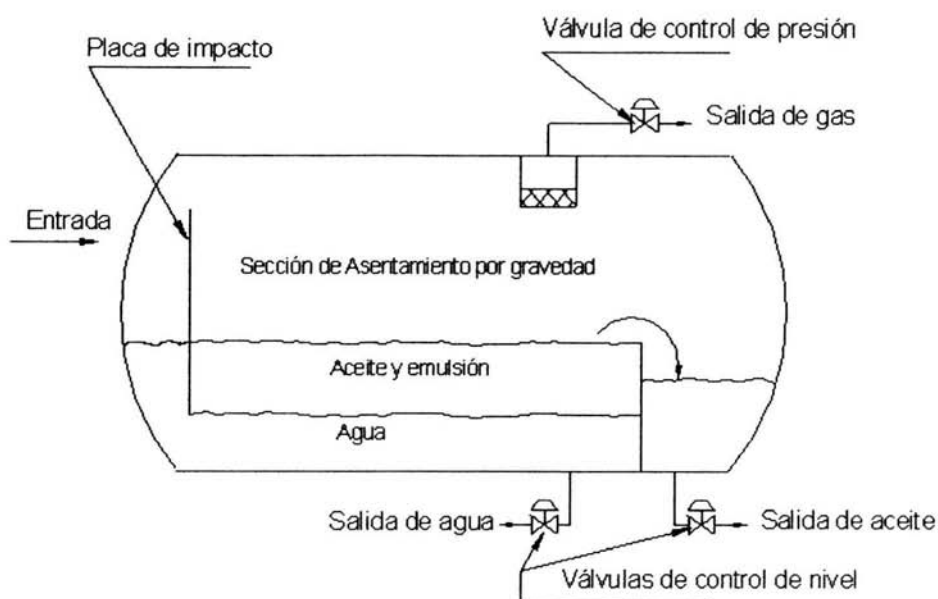 Válvula de control de presión
Placa de impacto
Salida de gas
Entrada
Sección de Asentamiento por gravedad
Aceite y emulsión
Agua
Salida de agua
Salida de aceite
Válvulas de control de nivel